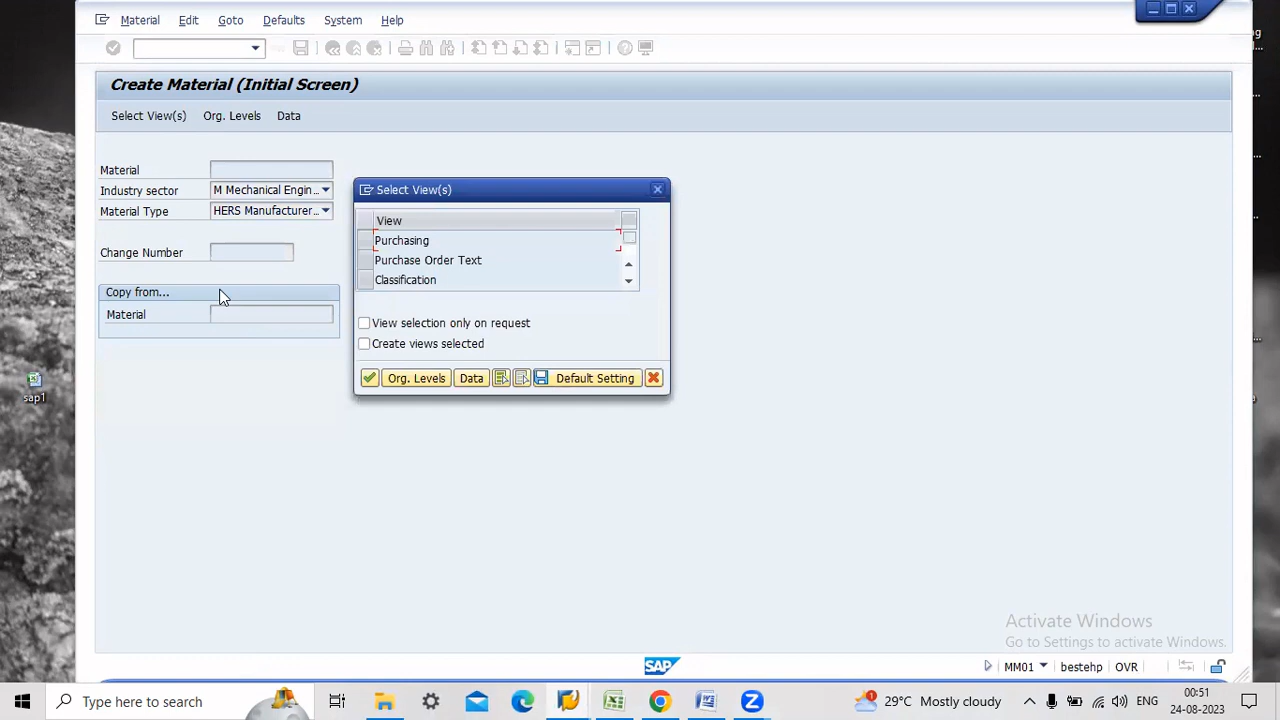 Material Edit Goto Defaults System Help
Create Material (Initial Screen)
Select View(s) Org. Levels Data
Material
Industry sector M Mechanical Engin...
Material Type HERS Manufacturer...
Change Number
Copy from...
Material
Select View(s)
View
Purchasing
Purchase Order Text
Classification
View selection only on request
Create views selected
Org. Levels Data Default Setting
sap1
Activate Windows
Go to Settings to activate Windows.
SAP MM01 bestehp OVR
Type here to search
29°C Mostly cloudy
ENG
00:51
24-08-2023